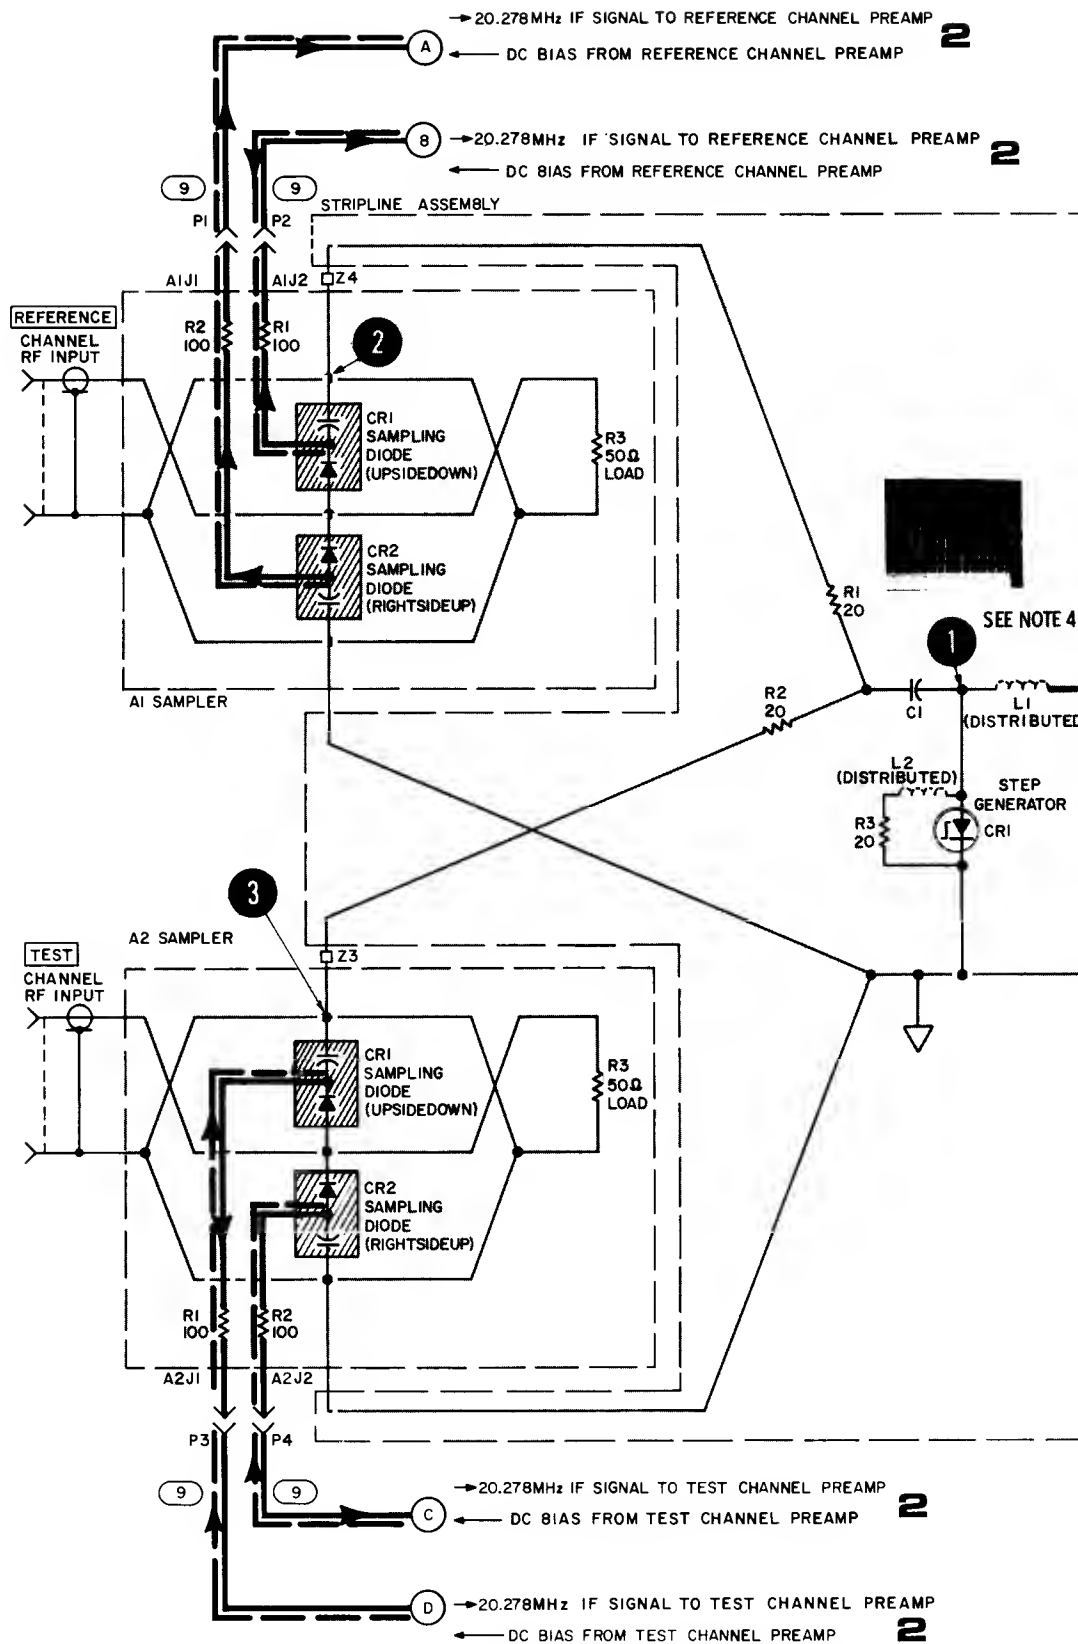 →20.278MHz IF SIGNAL TO REFERENCE CHANNEL PREAMP 2
A
← DC BIAS FROM REFERENCE CHANNEL PREAMP
B
→20.278MHz IF SIGNAL TO REFERENCE CHANNEL PREAMP 2
← DC BIAS FROM REFERENCE CHANNEL PREAMP
9 9
P1 P2
STRIPLINE ASSEMBLY
A1J1 A1J2 Z4
REFERENCE
CHANNEL
RF INPUT
R2
100
R1
100
2
CR1
SAMPLING
DIODE
(UPSIDEDOWN)
R3
50Ω
LOAD
CR2
SAMPLING
DIODE
(RIGHTSIDEUP)
A1 SAMPLER
R1
20
SEE NOTE 4
1
R2
20
C1
L1
(DISTRIBUTED
L2
(DISTRIBUTED)
STEP
GENERATOR
R3
20
CR1
3
A2 SAMPLER
Z3
TEST
CHANNEL
RF INPUT
CR1
SAMPLING
DIODE
(UPSIDEDOWN)
R3
50Ω
LOAD
CR2
SAMPLING
DIODE
(RIGHTSIDEUP)
R1
100
R2
100
A2J1 A2J2
P3 P4
9 9
→20.278MHz IF SIGNAL TO TEST CHANNEL PREAMP 2
C
← DC BIAS FROM TEST CHANNEL PREAMP
D
→20.278MHz IF SIGNAL TO TEST CHANNEL PREAMP 2
← DC BIAS FROM TEST CHANNEL PREAMP